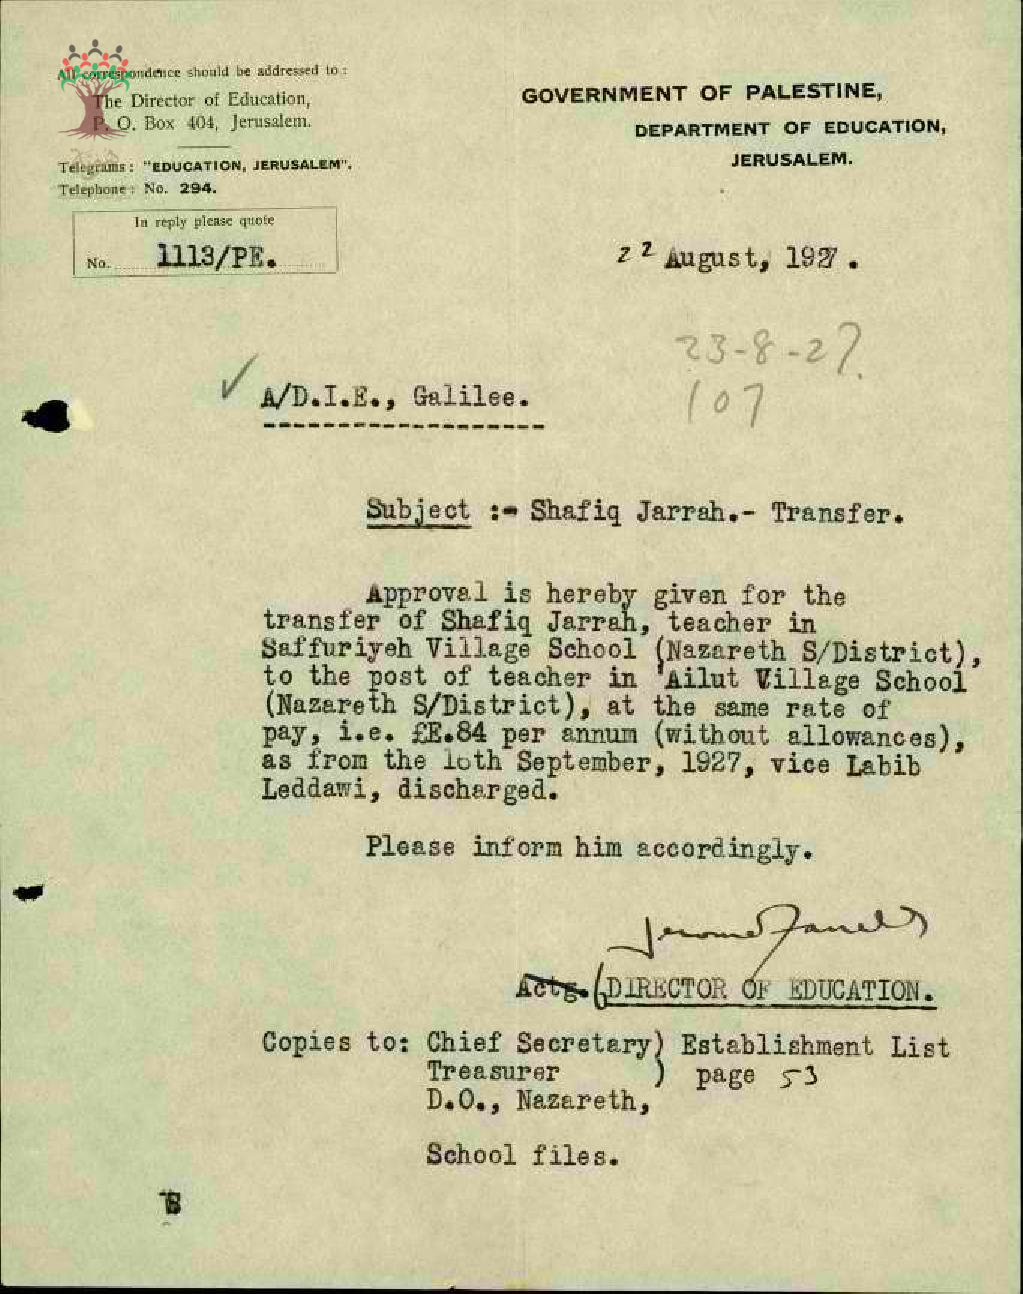 All correspondence should be addressed to :
The Director of Education,
P. O. Box 404, Jerusalem.
Telegrams : "EDUCATION, JERUSALEM".
Telephone : No. 294.
In reply please quote
No. 1113/PE.
GOVERNMENT OF PALESTINE,
DEPARTMENT OF EDUCATION,
JERUSALEM.
22 August, 1927.
23-8-27.
107
A/D.I.E., Galilee.
Subject :- Shafiq Jarrah.- Transfer.
Approval is hereby given for the
transfer of Shafiq Jarrah, teacher in
Saffuriyeh Village School (Nazareth S/District),
to the post of teacher in 'Ailut Village School
(Nazareth S/District), at the same rate of
pay, i.e. £E.84 per annum (without allowances),
as from the 16th September, 1927, vice Labib
Leddawi, discharged.
Please inform him accordingly.
Jerome Farrell
Actg. (DIRECTOR OF EDUCATION.
Copies to: Chief Secretary) Establishment List
Treasurer ) page 53
D.O., Nazareth,
School files.